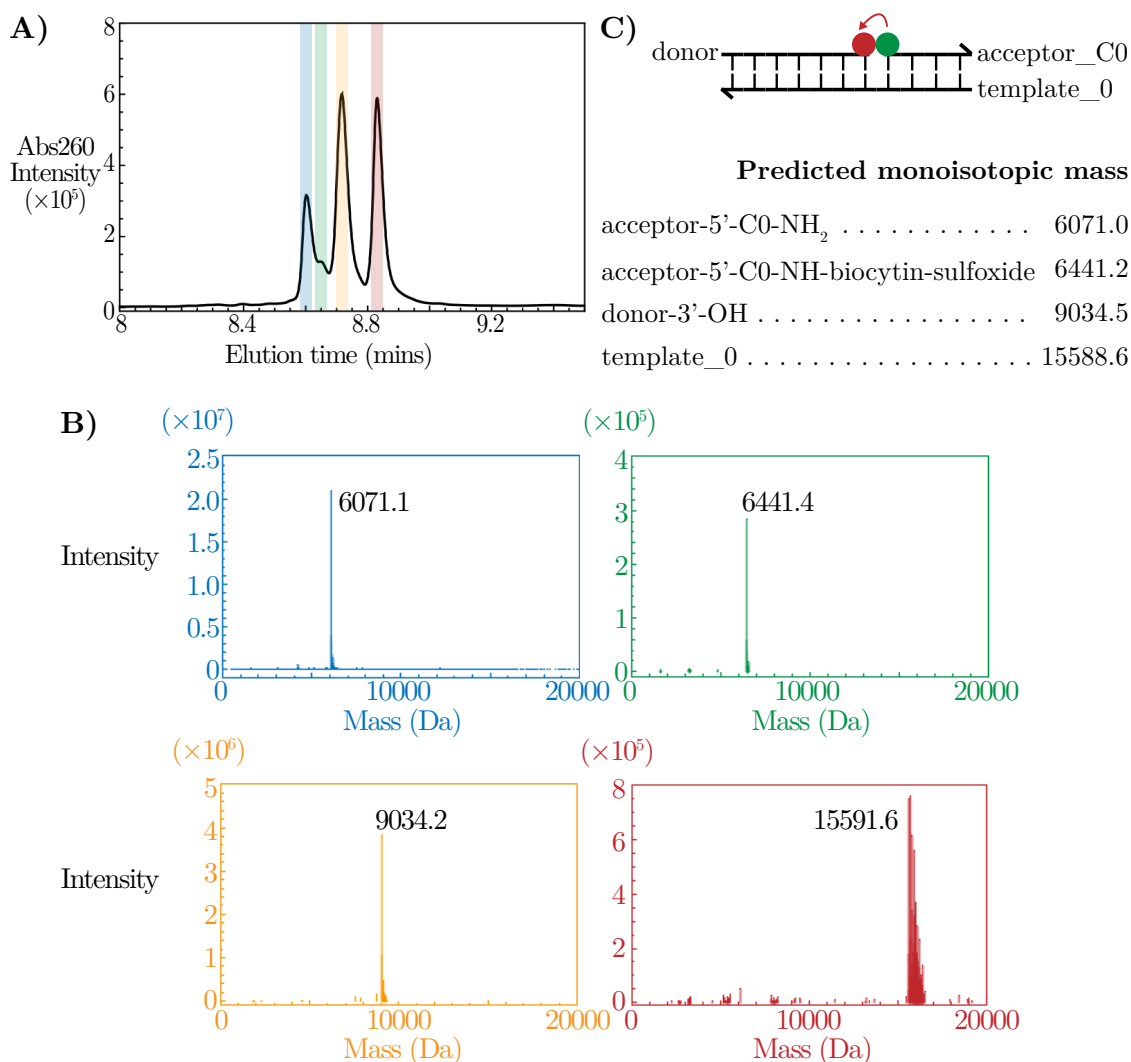 A)
8
6
4
2
0
Abs260
Intensity
(×10⁵)
8
8.4
8.8
9.2
Elution time (mins)
C)
donor
acceptor_C0
template_0
Predicted monoisotopic mass
acceptor-5’-C0-NH₂ . . . . . . . . . . . . 6071.0
acceptor-5’-C0-NH-biocytin-sulfoxide 6441.2
donor-3’-OH . . . . . . . . . . . . . . . . . . 9034.5
template_0 . . . . . . . . . . . . . . . . . . . 15588.6
B)
(×10⁷)
2.5
2.0
1.5
1.0
0.5
0
Intensity
6071.1
0
10000
20000
Mass (Da)
(×10⁵)
4
3
2
1
0
6441.4
0
10000
20000
Mass (Da)
(×10⁶)
5
4
3
2
1
0
Intensity
9034.2
0
10000
20000
Mass (Da)
(×10⁵)
8
6
4
2
0
15591.6
0
10000
20000
Mass (Da)